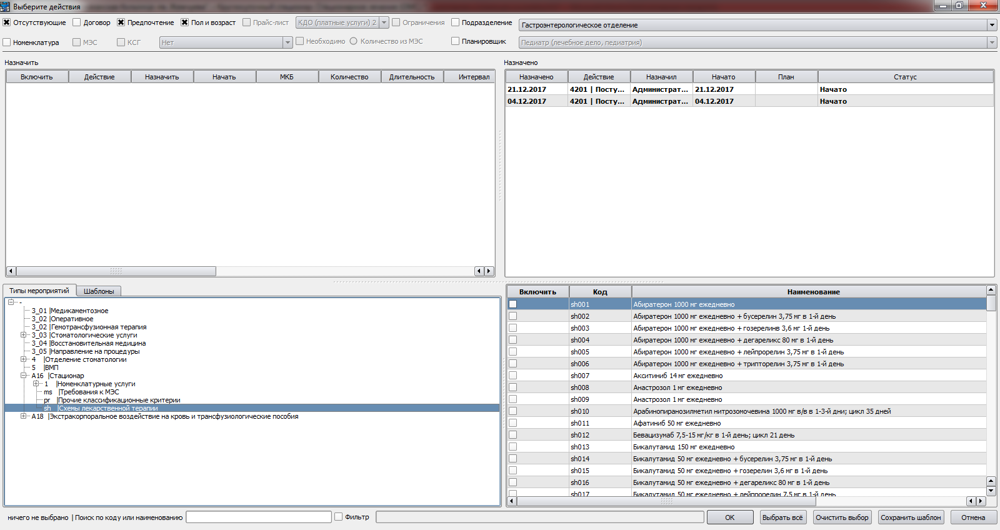 Выберите действия
Отсутствующие Договор Предпочтение Пол и возраст Прайс-лист КДО (платные услуги) 2 Ограничения Подразделение Гастроэнтерологическое отделение
Номенклатура МЭС КСГ Нет Необходимо Количество из МЭС Планировщик Педиатр (лечебное дело, педиатрия)
Назначить
Включить Действие Назначить Начать МКБ Количество Длительность Интервал
Назначено
Назначено Действие Назначил Начато План Статус
21.12.2017 4201 | Посту... Администрат... 21.12.2017 Начато
04.12.2017 4201 | Посту... Администрат... 04.12.2017 Начато
Типы мероприятий Шаблоны
-
3_01 |Медикаментозное
3_02 |Оперативное
3_02 |Гемотрансфузионная терапия
3_03 |Стоматологические услуги
3_04 |Восстановительная медицина
3_05 |Направление на процедуры
4 |Отделение стоматологии
5 |ВМП
А16 |Стационар
1 |Номенклатурные услуги
ms |Требования к МЭС
pr |Прочие классификационные критерии
sh |Схемы лекарственной терапии
А18 |Экстракорпоральное воздействие на кровь и трансфузиологические пособия
Включить Код Наименование
sh001 Абиратерон 1000 мг ежедневно
sh002 Абиратерон 1000 мг ежедневно + бусерелин 3,75 мг в 1-й день
sh003 Абиратерон 1000 мг ежедневно + гозерелинв 3,6 мг 1-й день
sh004 Абиратерон 1000 мг ежедневно + дегареликс 80 мг в 1-й день
sh005 Абиратерон 1000 мг ежедневно + лейпрорелин 3,75 мг в 1-й день
sh006 Абиратерон 1000 мг ежедневно + трипторелин 3,75 мг в 1-й день
sh007 Акситиниб 14 мг ежедневно
sh008 Анастрозол 1 мг ежедневно
sh009 Анастрозол 1 мг ежедневно
sh010 Арабинопиранозилметил нитрозомочевина 1000 мг в/в в 1-3-й дни; цикл 35 дней
sh011 Афатиниб 50 мг ежедневно
sh012 Бевацизумаб 7,5-15 мг/кг в 1-й день; цикл 21 день
sh013 Бикалутамид 150 мг ежедневно
sh014 Бикалутамид 50 мг ежедневно + бусерелин 3,75 мг в 1-й день
sh015 Бикалутамид 50 мг ежедневно + гозерелин 3,6 мг в 1-й день
sh016 Бикалутамид 50 мг ежедневно + дегареликс 80 мг в 1-й день
sh017 Бикалутамид 50 мг ежедневно + лейпрорелин 7,5 мг в 1-й день
ничего не выбрано | Поиск по коду или наименованию Фильтр ОК Выбрать всё Очистить выбор Сохранить шаблон Отмена